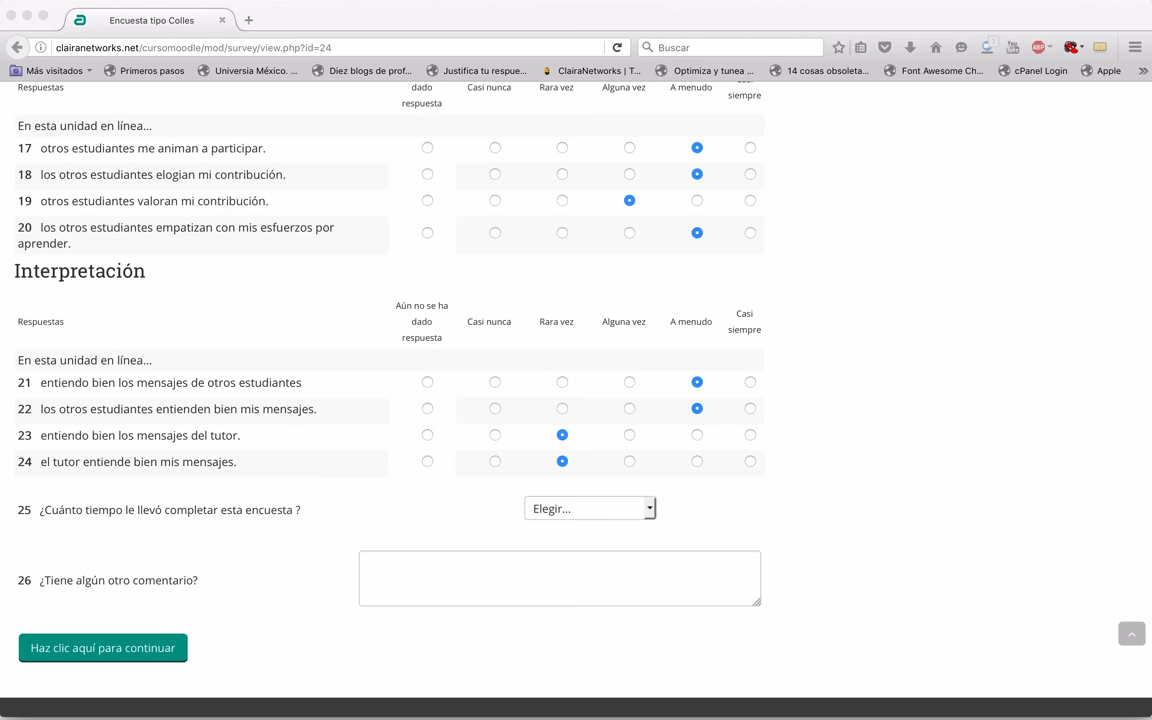 Encuesta tipo Colles
clairanetworks.net/cursomoodle/mod/survey/view.php?id=24
Buscar
Más visitados
Primeros pasos
Universia México. ...
Diez blogs de prof...
Justifica tu respue...
ClairaNetworks | T...
Optimiza y tunea ...
14 cosas obsoleta...
Font Awesome Ch...
cPanel Login
Apple
Respuestas
dado
respuesta
Casi nunca
Rara vez
Alguna vez
A menudo
siempre
En esta unidad en línea...
17 otros estudiantes me animan a participar.
18 los otros estudiantes elogian mi contribución.
19 otros estudiantes valoran mi contribución.
20 los otros estudiantes empatizan con mis esfuerzos por
aprender.
Interpretación
Respuestas
Aún no se ha
dado
respuesta
Casi nunca
Rara vez
Alguna vez
A menudo
Casi
siempre
En esta unidad en línea...
21 entiendo bien los mensajes de otros estudiantes
22 los otros estudiantes entienden bien mis mensajes.
23 entiendo bien los mensajes del tutor.
24 el tutor entiende bien mis mensajes.
25 ¿Cuánto tiempo le llevó completar esta encuesta ?
Elegir...
26 ¿Tiene algún otro comentario?
Haz clic aquí para continuar